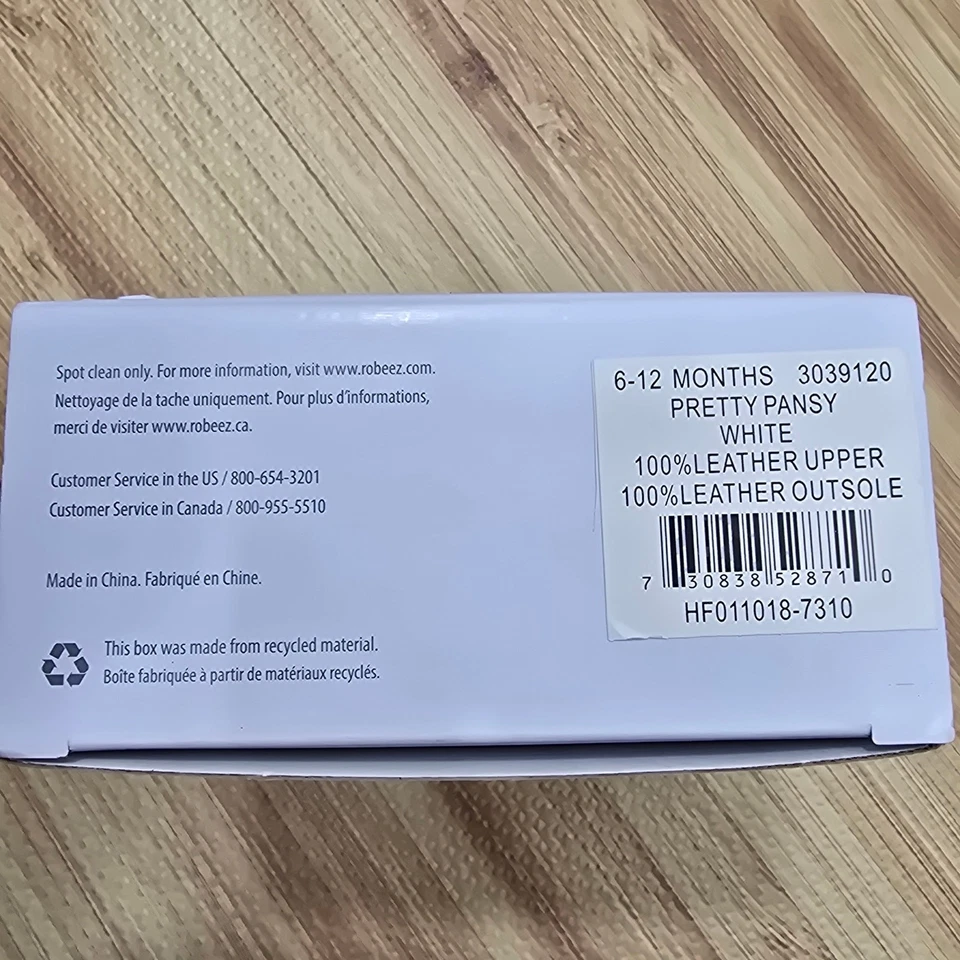 Spot clean only. For more information, visit www.robeez.com.
Nettoyage de la tache uniquement. Pour plus d'informations,
merci de visiter www.robeez.ca.
Customer Service in the US / 800-654-3201
Customer Service in Canada / 800-955-5510
Made in China. Fabriqué en Chine.
This box was made from recycled material.
Boîte fabriquée à partir de matériaux recyclés.
6-12 MONTHS 3039120
PRETTY PANSY
WHITE
100%LEATHER UPPER
100%LEATHER OUTSOLE
7 30838 52871 0
HF011018-7310